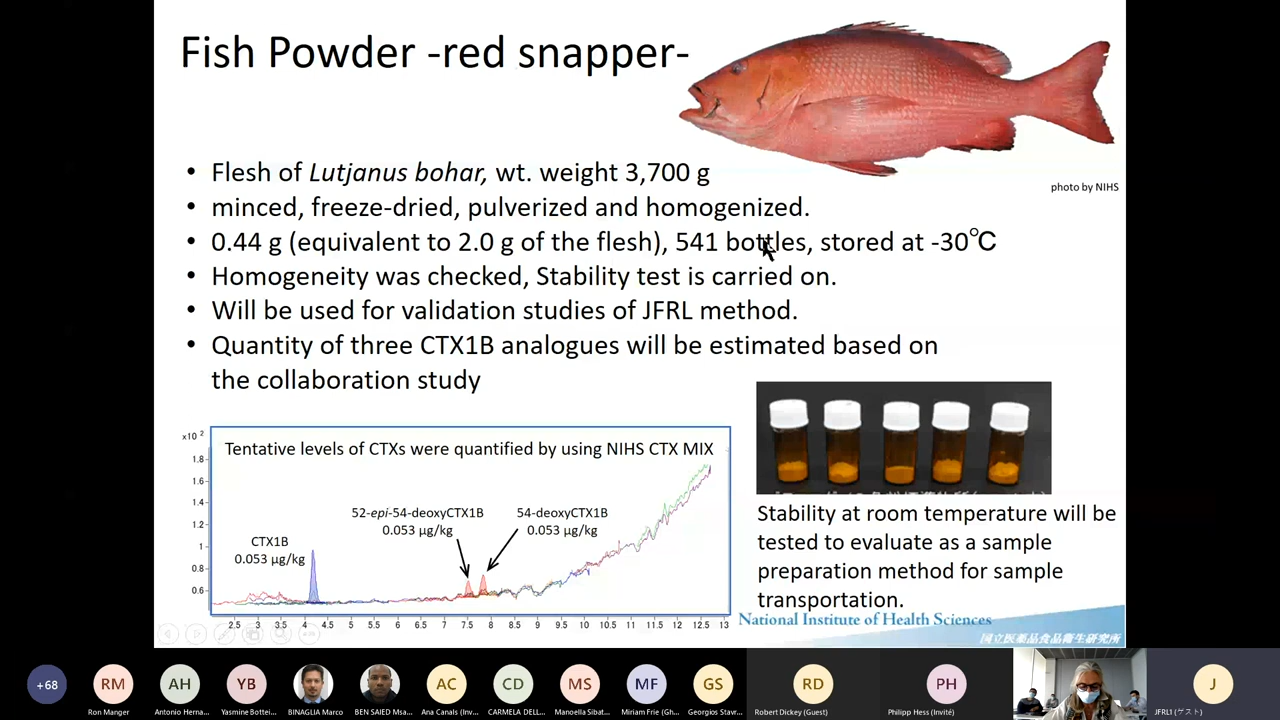 Fish Powder -red snapper-
photo by NIHS
• Flesh of Lutjanus bohar, wt. weight 3,700 g
• minced, freeze-dried, pulverized and homogenized.
• 0.44 g (equivalent to 2.0 g of the flesh), 541 bottles, stored at -30℃
• Homogeneity was checked, Stability test is carried on.
• Will be used for validation studies of JFRL method.
• Quantity of three CTX1B analogues will be estimated based on
the collaboration study
Tentative levels of CTXs were quantified by using NIHS CTX MIX
x10 2
1.8
1.6
1.4
1.2
1
0.8
0.6
52-epi-54-deoxyCTX1B
0.053 µg/kg
54-deoxyCTX1B
0.053 µg/kg
CTX1B
0.053 µg/kg
2.5 3 3.5 4 4.5 5 5.5 6 6.5 7 7.5 8 8.5 9 9.5 10 10.5 11 11.5 12 12.5 13
Stability at room temperature will be
tested to evaluate as a sample
preparation method for sample
transportation.
National Institute of Health Sciences
国立医薬品食品衛生研究所
+68 RM AH YB AC CD MS MF GS RD PH J
Ron Manger
Antonio Herna...
Yasmine Bottei...
BINAGLIA Marco
BEN SAIED Msa...
Ana Canals (Inv...
CARMELA DELL...
Manoella Sibat...
Miriam Frie (Gh...
Georgios Stavr...
Robert Dickey (Guest)
Philipp Hess (Invité)
JFRL1 (ゲスト)